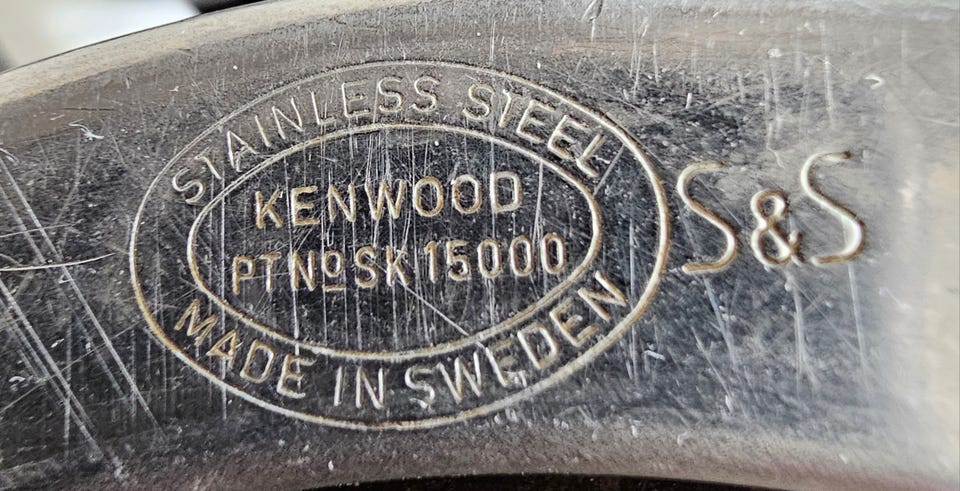 STAINLESS STEEL
KENWOOD
PT Nº SK 15000
MADE IN SWEDEN
S&S